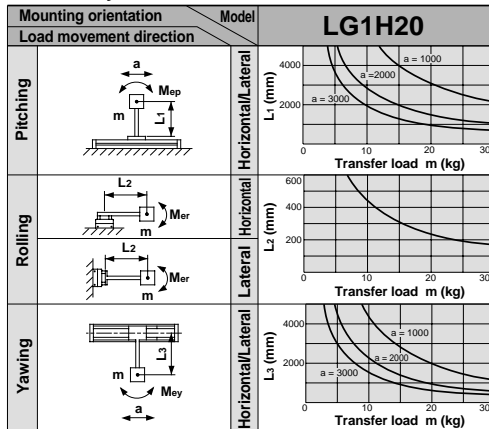 Mounting orientation
Model
Load movement direction
LG1H20
Pitching
a
Mep
m
L1
Horizontal/Lateral
L1 (mm)
4000
2000
a = 1000
a =2000
a = 3000
0 10 20 30
Transfer load m (kg)
Rolling
L2
Mer
m
Horizontal
L2
Mer
m
Lateral
L2 (mm)
600
400
200
0 10 20 30
Transfer load m (kg)
Yawing
L3
m
Mey
a
Horizontal/Lateral
L3 (mm)
4000
2000
a = 1000
a = 2000
a = 3000
0 10 20 30
Transfer load m (kg)